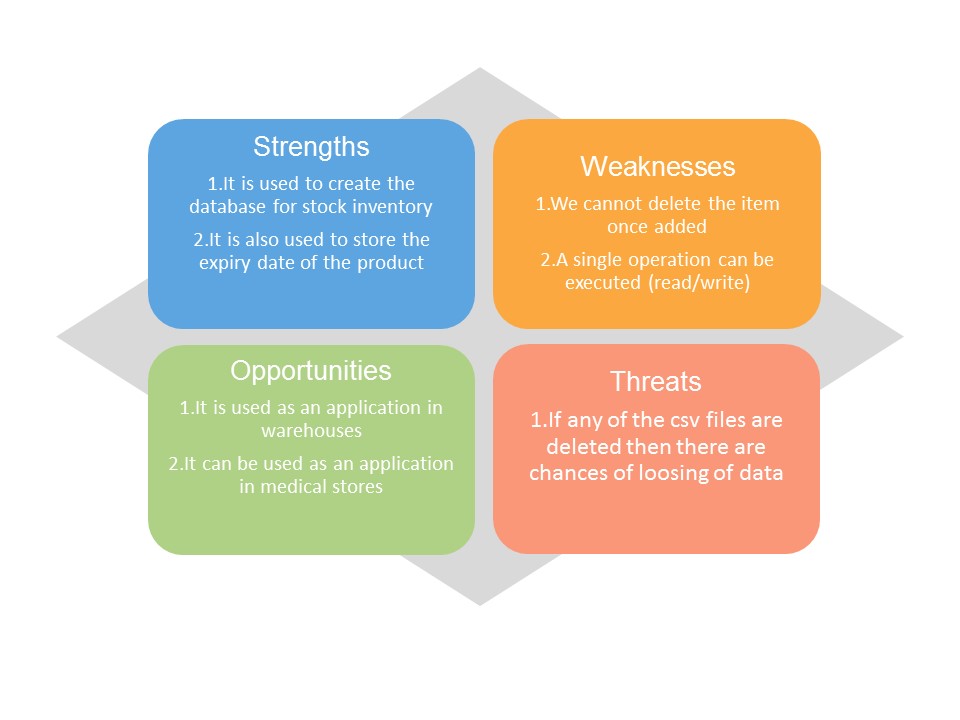 Strengths
1.It is used to create the
database for stock inventory
2.It is also used to store the
expiry date of the product
Weaknesses
1.We cannot delete the item
once added
2.A single operation can be
executed (read/write)
Opportunities
1.It is used as an application in
warehouses
2.It can be used as an application
in medical stores
Threats
1.If any of the csv files are
deleted then there are
chances of loosing of data